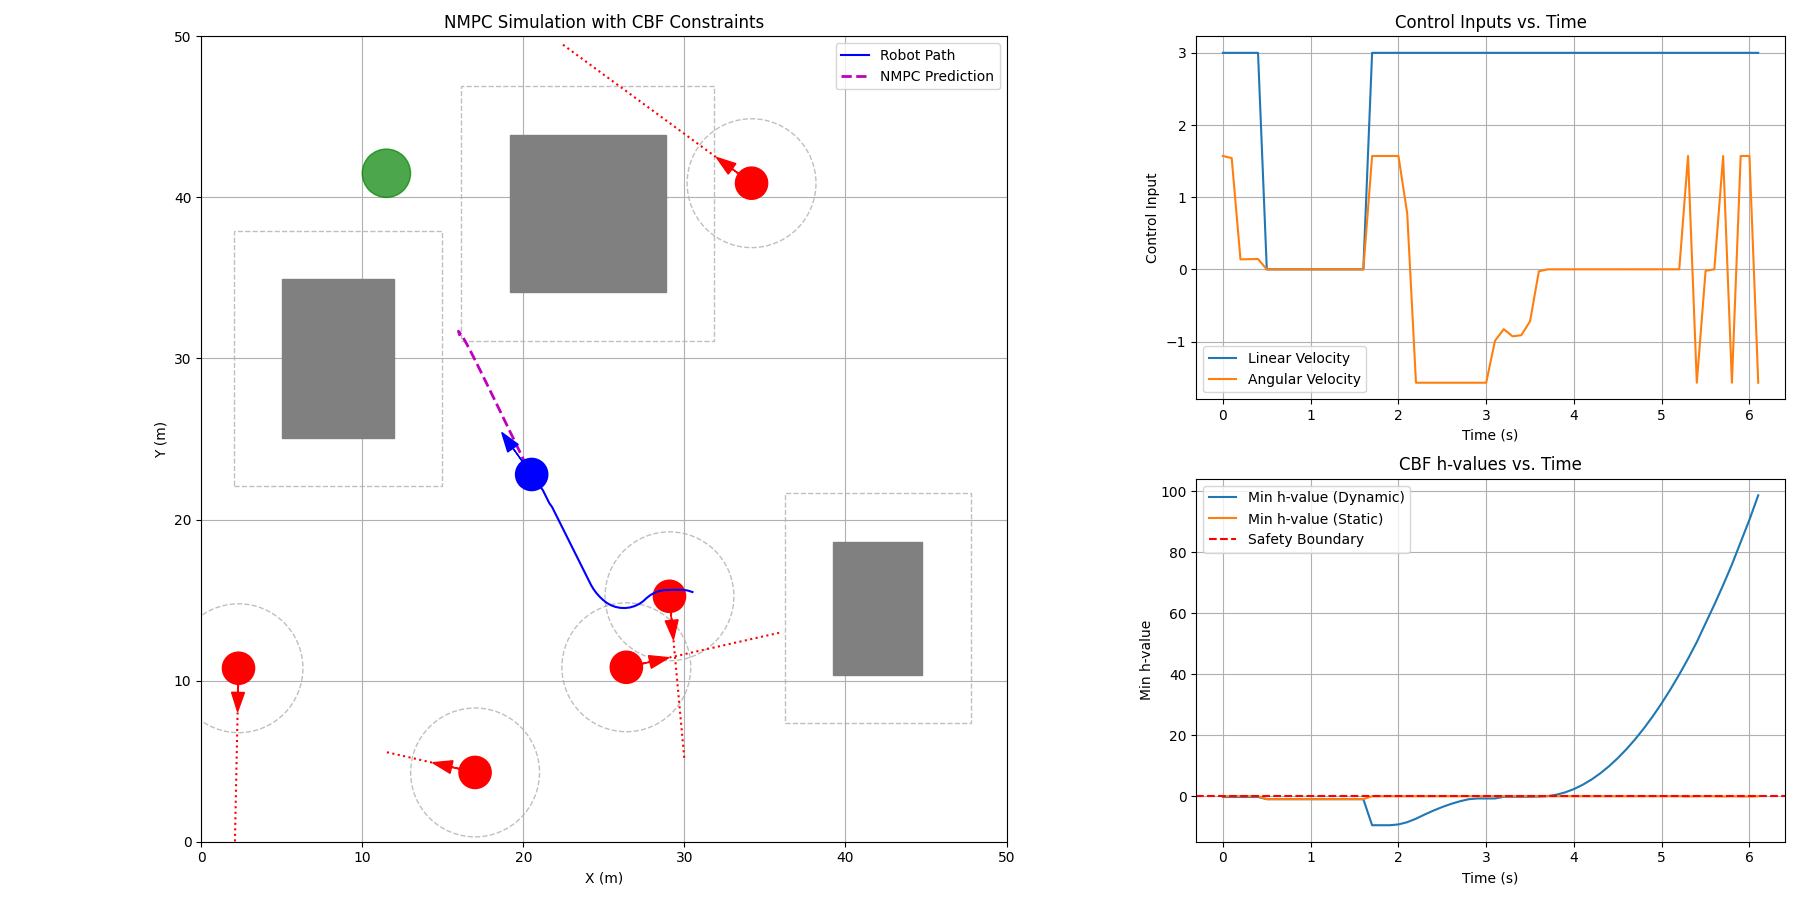 NMPC Simulation with CBF Constraints
Robot Path
NMPC Prediction
Y (m)
50
40
30
20
10
0
0 10 20 30 40 50
X (m)
Control Inputs vs. Time
Control Input
3
2
1
0
−1
Linear Velocity
Angular Velocity
0 1 2 3 4 5 6
Time (s)
CBF h-values vs. Time
Min h-value
100
80
60
40
20
0
Min h-value (Dynamic)
Min h-value (Static)
Safety Boundary
0 1 2 3 4 5 6
Time (s)